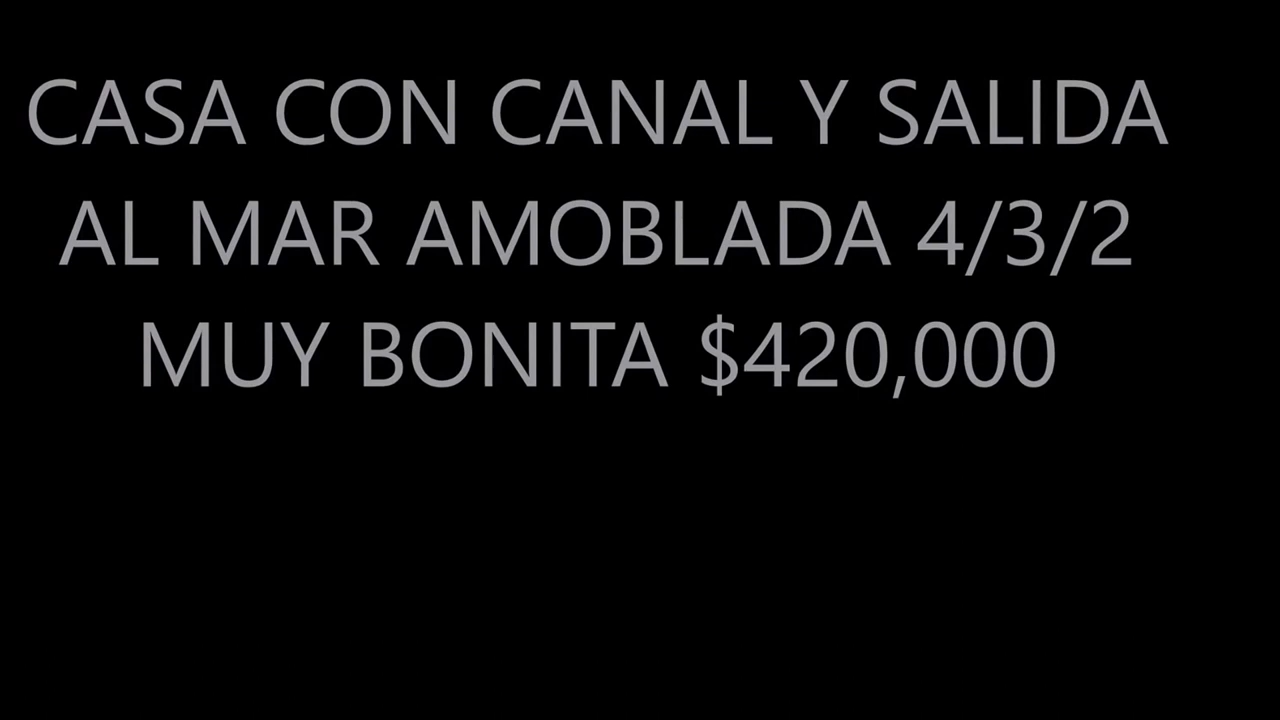 CASA CON CANAL Y SALIDA
AL MAR AMOBLADA 4/3/2
MUY BONITA $420,000